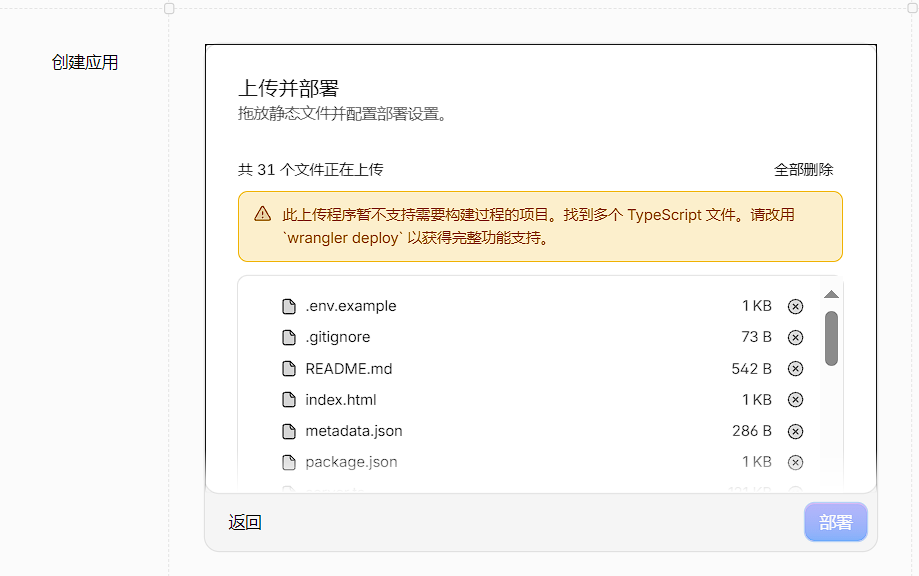 创建应用
上传并部署
拖放静态文件并配置部署设置。
共 31 个文件正在上传
全部删除
此上传程序暂不支持需要构建过程的项目。找到多个 TypeScript 文件。请改用
`wrangler deploy` 以获得完整功能支持。
.env.example 1 KB
.gitignore 73 B
README.md 542 B
index.html 1 KB
metadata.json 286 B
package.json 1 KB
返回
部署